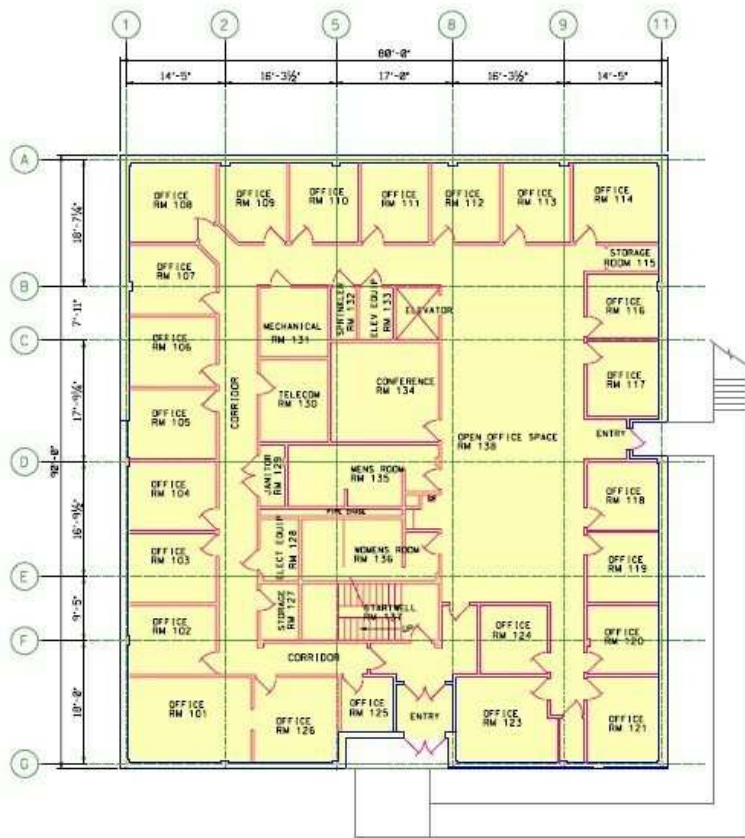 1 2 5 8 9 11
80'-0"
14'-5" 16'-3½" 17'-0" 16'-3½" 14'-5"
A
B
C
D
E
F
G
90'-0"
18'-7¼"
7'-11"
17'-9¼"
16'-9½"
9'-5"
18'-0"
OFFICE
RM 108
OFFICE
RM 109
OFFICE
RM 110
OFFICE
RM 111
OFFICE
RM 112
OFFICE
RM 113
OFFICE
RM 114
OFFICE
RM 107
STORAGE
ROOM 115
SPRINKLER
RM 132
ELEV EQUIP
RM 133
ELEVATOR
OFFICE
RM 116
MECHANICAL
RM 131
OFFICE
RM 106
OFFICE
RM 117
CORRIDOR
TELECOM
RM 130
CONFERENCE
RM 134
OFFICE
RM 105
OPEN OFFICE SPACE
RM 138
ENTRY
JANITOR
RM 129
MENS ROOM
RM 135
OFFICE
RM 104
OFFICE
RM 118
PIPE CHASE
ELECT EQUIP
RM 128
WOMENS ROOM
RM 136
OFFICE
RM 103
OFFICE
RM 119
STORAGE
RM 127
STARTWELL
RM 137
UP
OFFICE
RM 102
OFFICE
RM 124
OFFICE
RM 120
CORRIDOR
OFFICE
RM 101
OFFICE
RM 126
OFFICE
RM 125
ENTRY
OFFICE
RM 123
OFFICE
RM 121